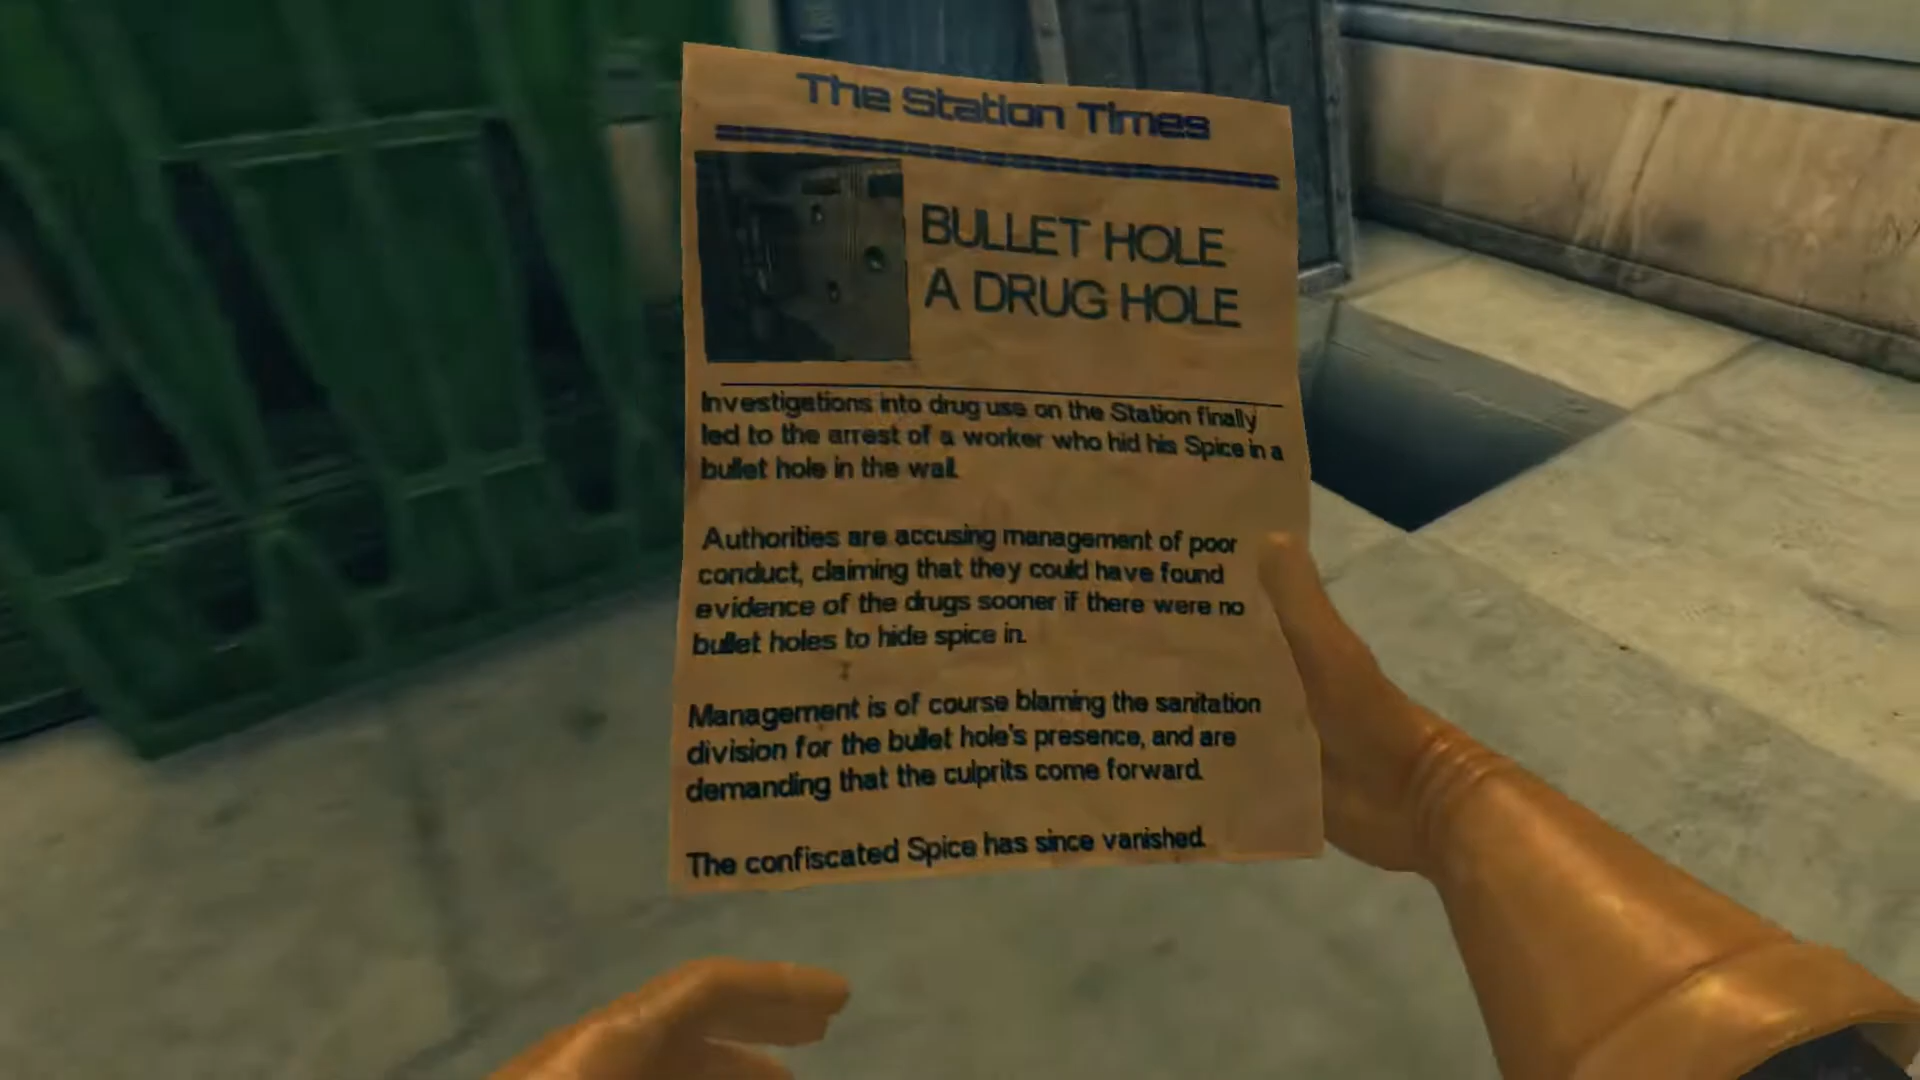 The Station Times
BULLET HOLE
A DRUG HOLE
Investigations into drug use on the Station finally
led to the arrest of a worker who hid his Spice in a
bullet hole in the wall.
Authorities are accusing management of poor
conduct, claiming that they could have found
evidence of the drugs sooner if there were no
bullet holes to hide spice in.
Management is of course blaming the sanitation
division for the bullet hole's presence, and are
demanding that the culprits come forward.
The confiscated Spice has since vanished.